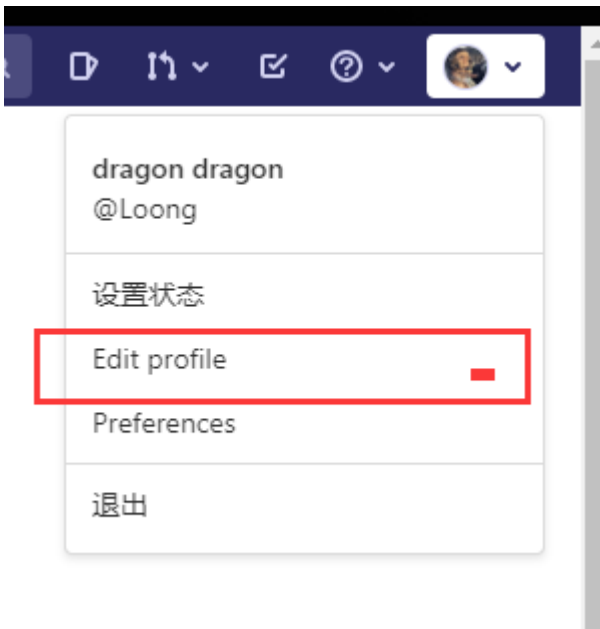 dragon dragon
@Loong
设置状态
Edit profile
Preferences
退出